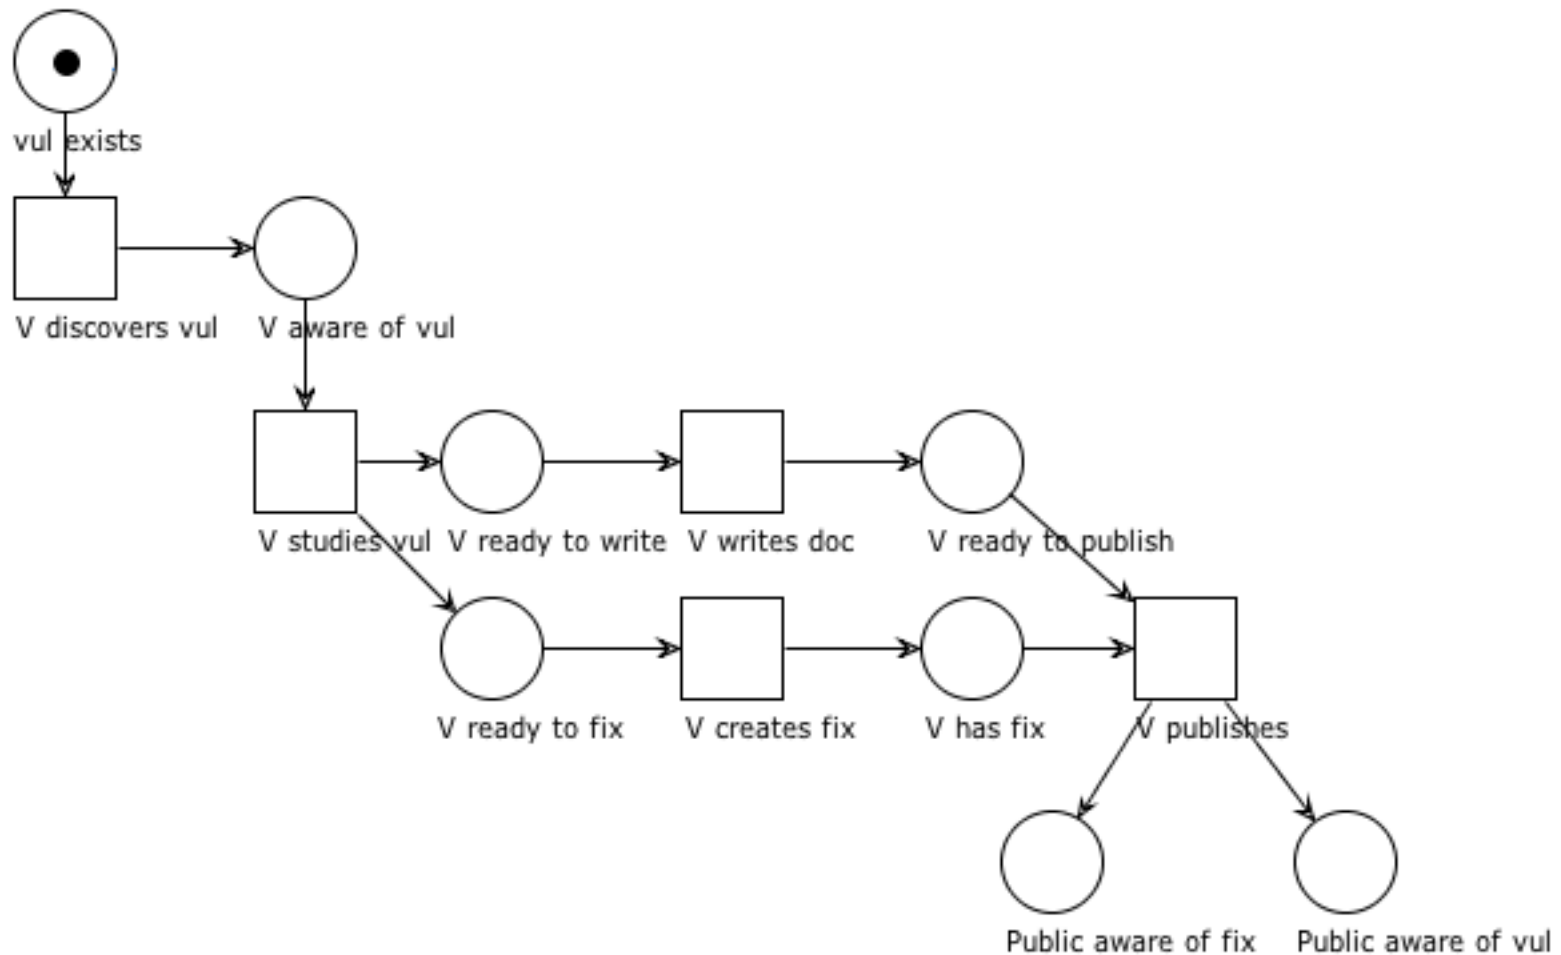 vul exists
V discovers vul
V aware of vul
V studies vul
V ready to write
V writes doc
V ready to publish
V ready to fix
V creates fix
V has fix
V publishes
Public aware of fix
Public aware of vul